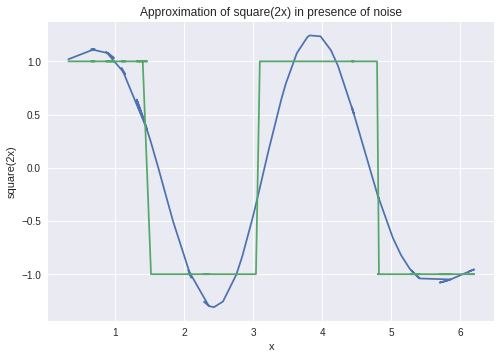 Approximation of square(2x) in presence of noise
square(2x)
1.0
0.5
0.0
−0.5
−1.0
1 2 3 4 5 6
x